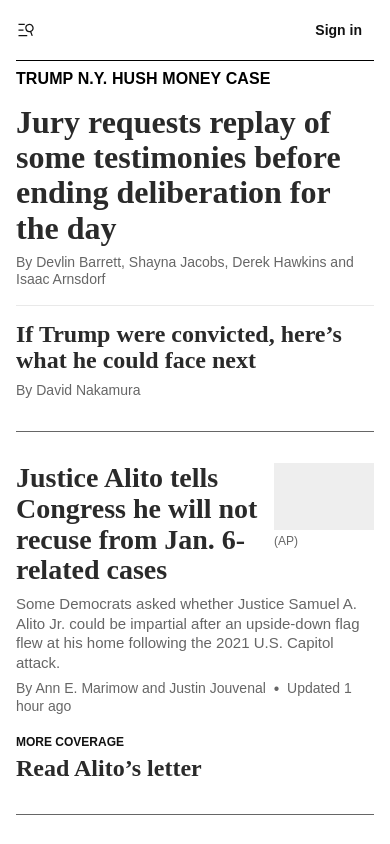 Sign in
TRUMP N.Y. HUSH MONEY CASE
Jury requests replay of
some testimonies before
ending deliberation for
the day
By Devlin Barrett, Shayna Jacobs, Derek Hawkins and
Isaac Arnsdorf
If Trump were convicted, here’s
what he could face next
By David Nakamura
Justice Alito tells
Congress he will not
recuse from Jan. 6-
related cases
(AP)
Some Democrats asked whether Justice Samuel A.
Alito Jr. could be impartial after an upside-down flag
flew at his home following the 2021 U.S. Capitol
attack.
By Ann E. Marimow and Justin Jouvenal • Updated 1
hour ago
MORE COVERAGE
Read Alito’s letter